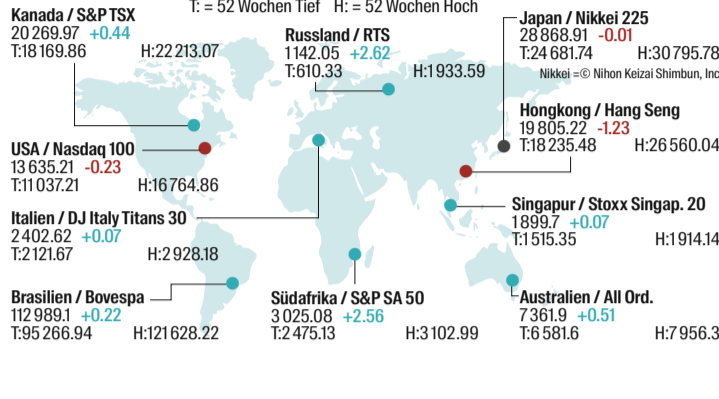 T: = 52 Wochen Tief H: = 52 Wochen Hoch
Kanada / S&P TSX
20 269.97 +0.44
T:18 169.86 H:22 213.07
Russland / RTS
1 142.05 +2.62
T:610.33 H:1 933.59
Japan / Nikkei 225
28 868.91 -0.01
T:24 681.74 H:30 795.78
Nikkei =© Nihon Keizai Shimbun, Inc
Hongkong / Hang Seng
19 805.22 -1.23
T:18 235.48 H:26 560.04
USA / Nasdaq 100
13 635.21 -0.23
T:11 037.21 H:16 764.86
Italien / DJ Italy Titans 30
2 402.62 +0.07
T:2 121.67 H:2 928.18
Singapur / Stoxx Singap. 20
1 899.7 +0.07
T:1 515.35 H:1 914.14
Brasilien / Bovespa
112 989.1 +0.22
T:95 266.94 H:121 628.22
Südafrika / S&P SA 50
3 025.08 +2.56
T:2 475.13 H:3 102.99
Australien / All Ord.
7 361.9 +0.51
T:6 581.6 H:7 956.3